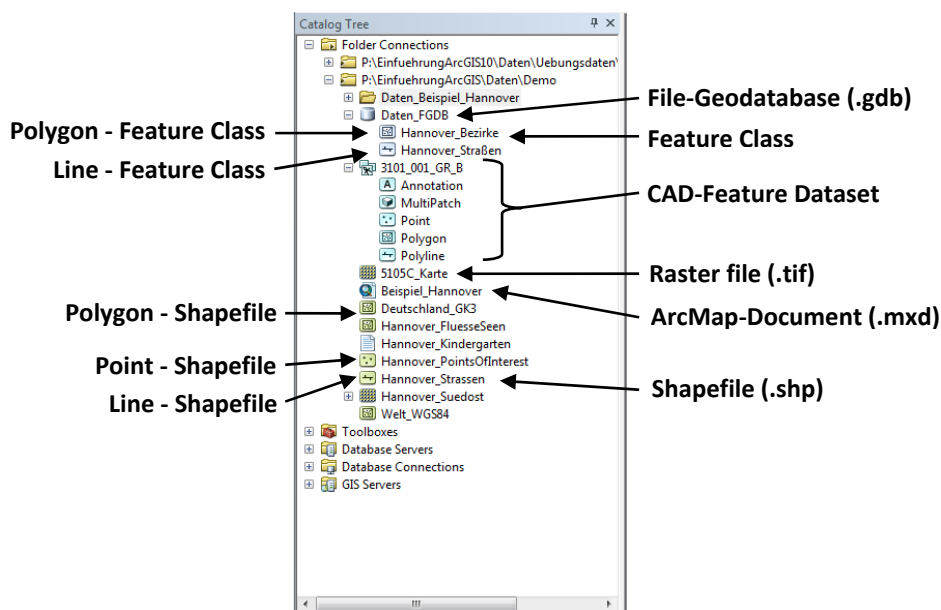 Catalog Tree
Folder Connections
P:\EinfuehrungArcGIS10\Daten\Uebungsdaten\
P:\EinfuehrungArcGIS\Daten\Demo
Daten_Beispiel_Hannover
Daten_FGDB
File-Geodatabase (.gdb)
Polygon - Feature Class
Hannover_Bezirke
Feature Class
Line - Feature Class
Hannover_Straßen
3101_001_GR_B
Annotation
MultiPatch
CAD-Feature Dataset
Point
Polygon
Polyline
5105C_Karte
Raster file (.tif)
Beispiel_Hannover
ArcMap-Document (.mxd)
Polygon - Shapefile
Deutschland_GK3
Hannover_FluesseSeen
Hannover_Kindergarten
Point - Shapefile
Hannover_PointsOfInterest
Line - Shapefile
Hannover_Strassen
Shapefile (.shp)
Hannover_Suedost
Welt_WGS84
Toolboxes
Database Servers
Database Connections
GIS Servers